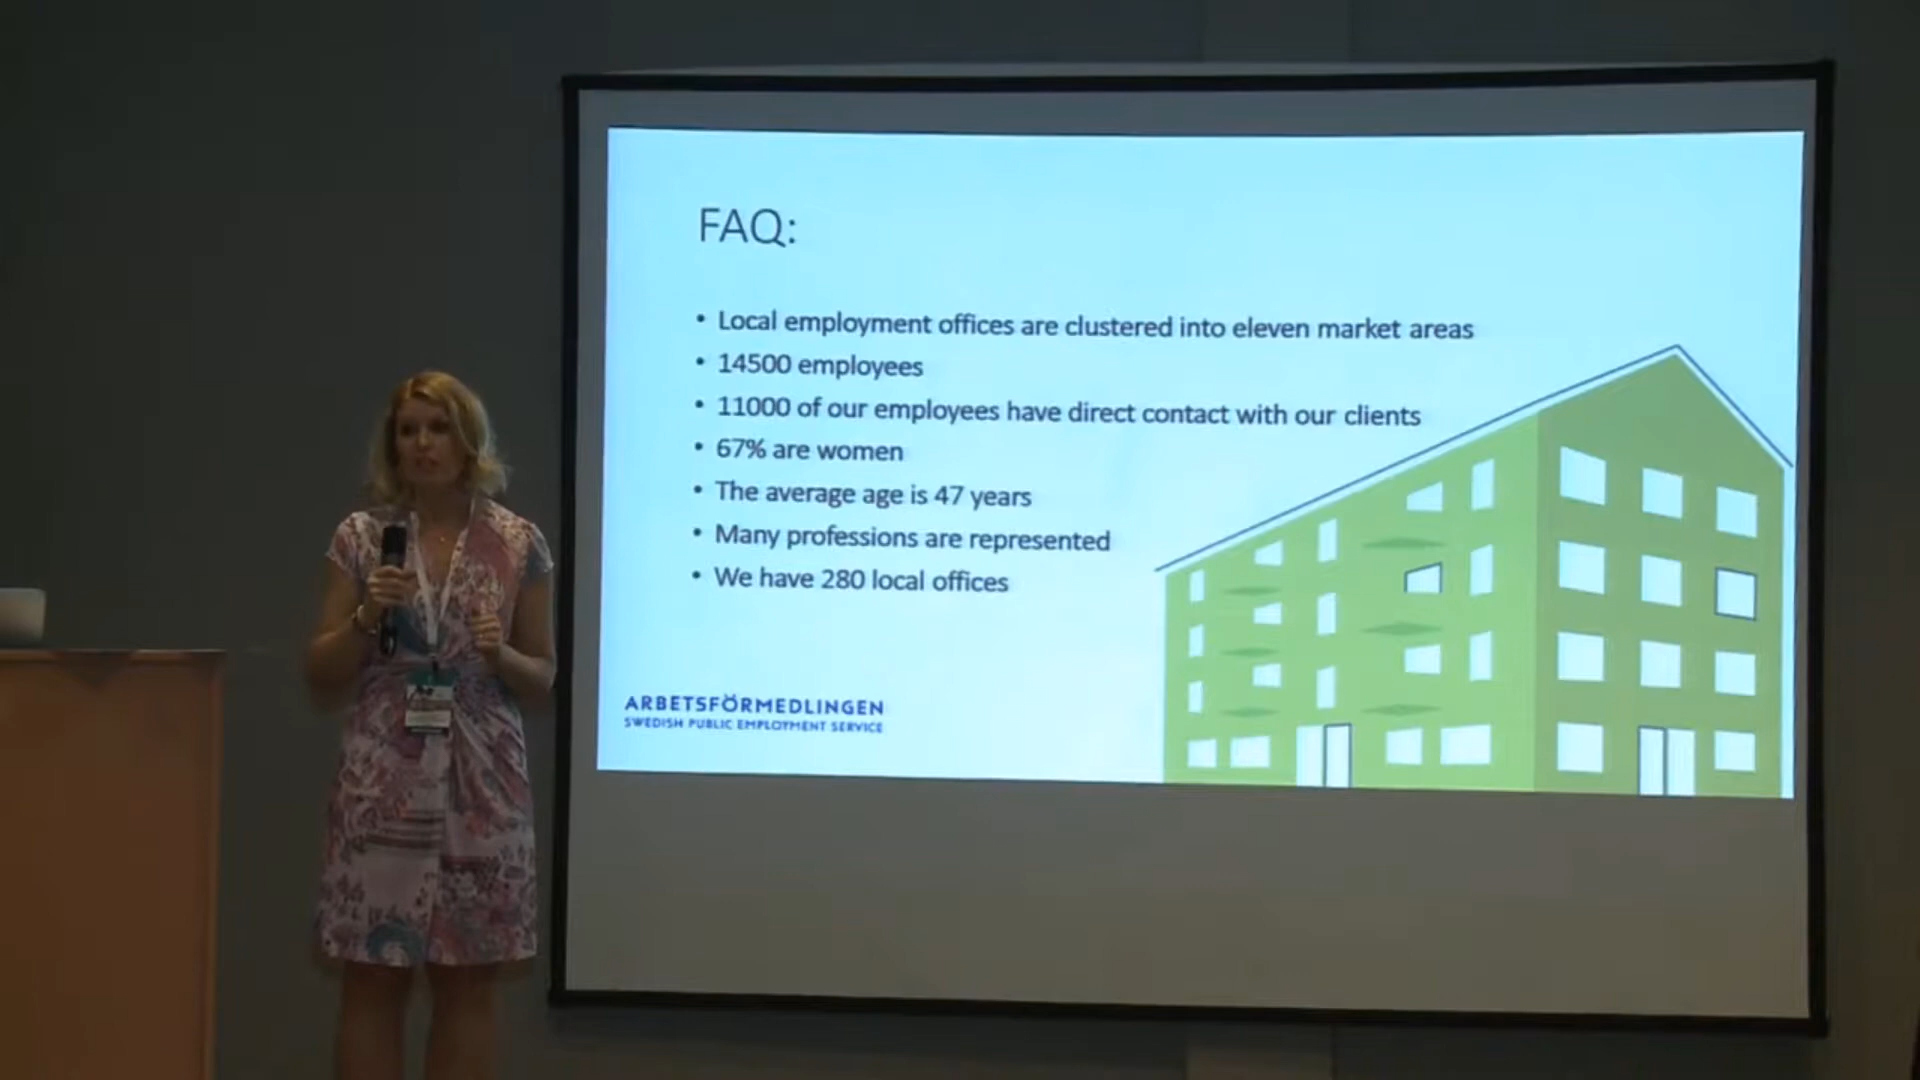 FAQ:
• Local employment offices are clustered into eleven market areas
• 14500 employees
• 11000 of our employees have direct contact with our clients
• 67% are women
• The average age is 47 years
• Many professions are represented
• We have 280 local offices
ARBETSFÖRMEDLINGEN
SWEDISH PUBLIC EMPLOYMENT SERVICE